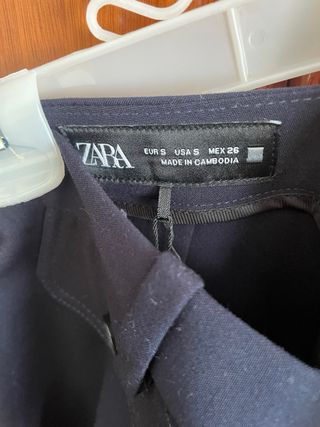 ZARA
EUR S USA S MEX 26
MADE IN CAMBODIA